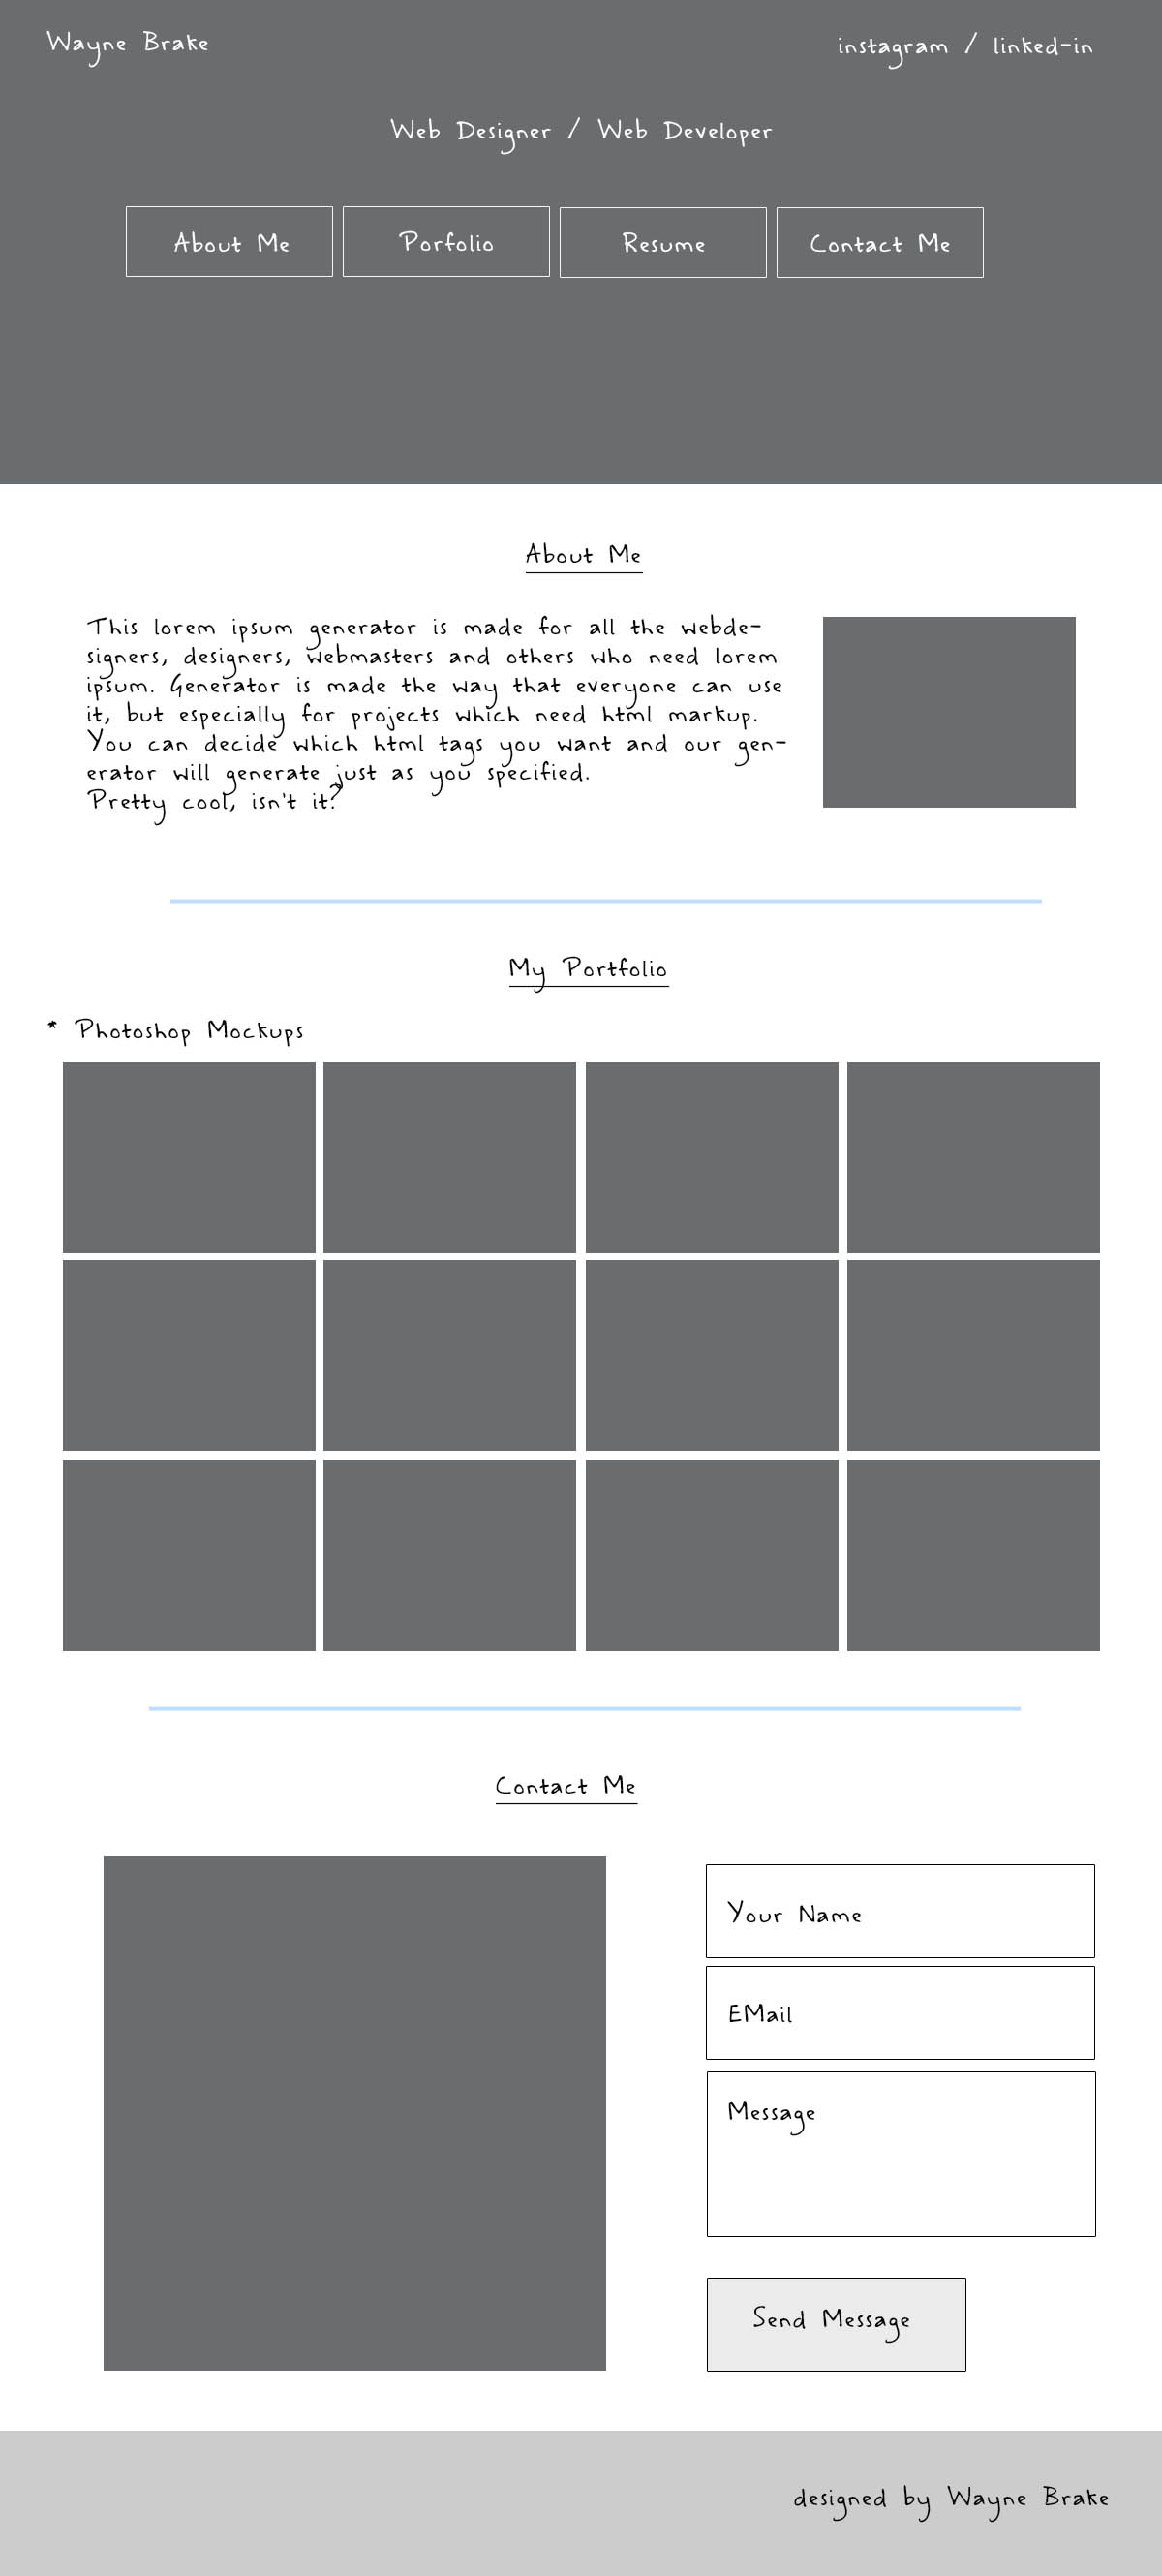 Wayne Brake
instagram / linked-in
Web Designer / Web Developer
About Me
Porfolio
Resume
Contact Me
About Me
This lorem ipsum generator is made for all the webde-
signers, designers, webmasters and others who need lorem
ipsum. Generator is made the way that everyone can use
it, but especially for projects which need html markup.
You can decide which html tags you want and our gen-
erator will generate just as you specified.
Pretty cool, isn't it?
My Portfolio
* Photoshop Mockups
Contact Me
Your Name
EMail
Message
Send Message
designed by Wayne Brake